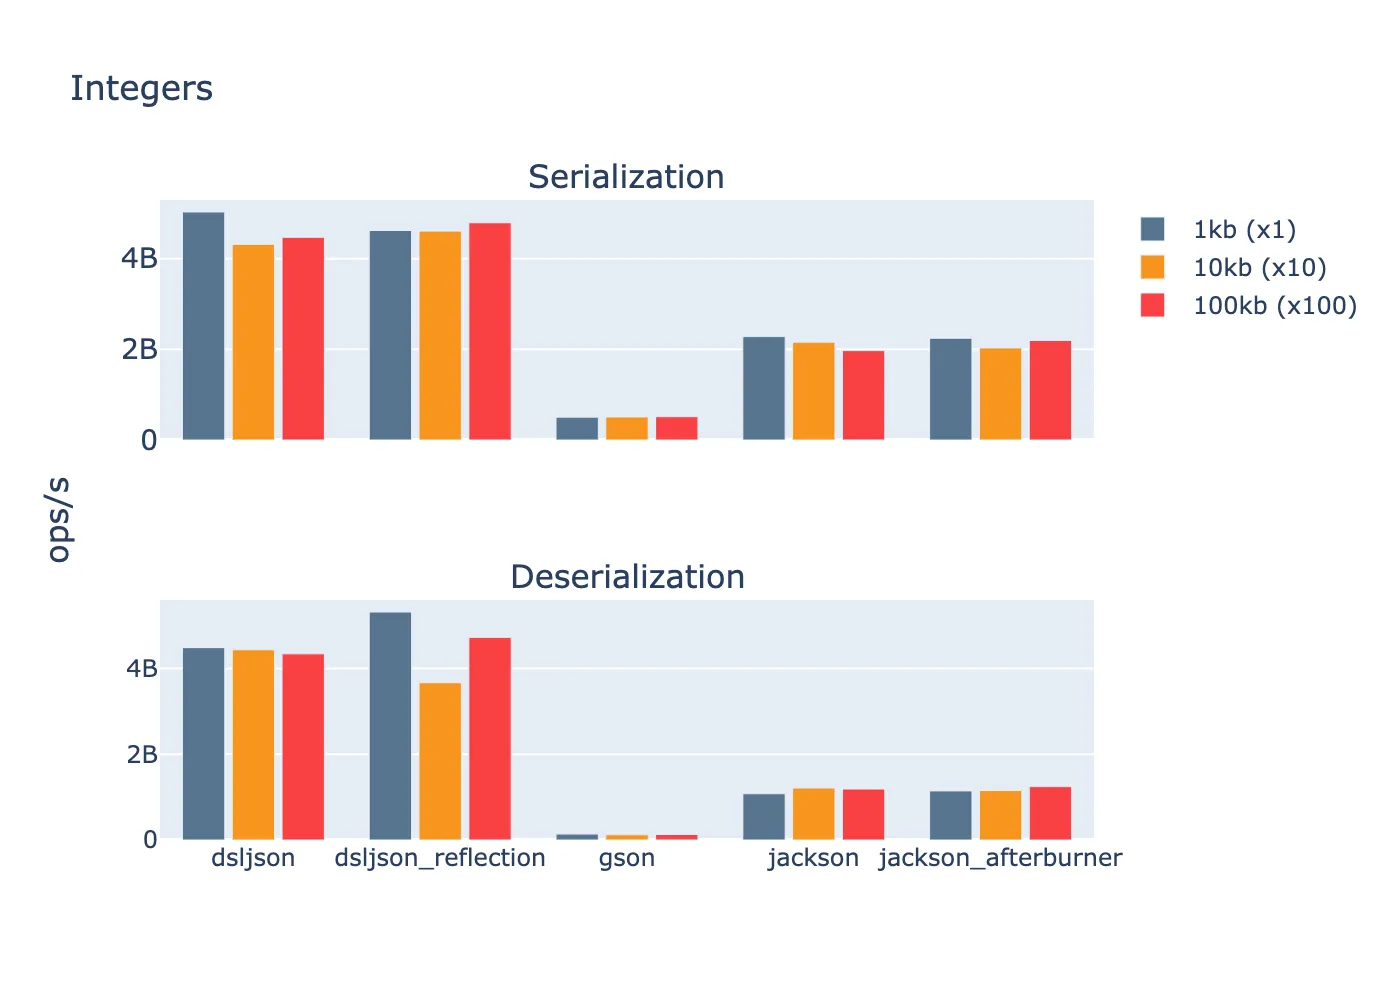 Integers
Serialization
4B
2B
0
1kb (x1)
10kb (x10)
100kb (x100)
ops/s
Deserialization
4B
2B
0
dsljson dsljson_reflection gson jackson jackson_afterburner